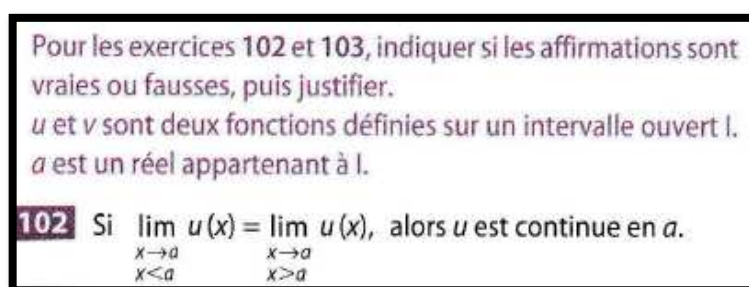 Pour les exercices 102 et 103, indiquer si les affirmations sont
vraies ou fausses, puis justifier.
u et v sont deux fonctions définies sur un intervalle ouvert I.
a est un réel appartenant à I.
102 Si lim u(x) = lim u(x), alors u est continue en a.
x→a x→a
x<a x>a